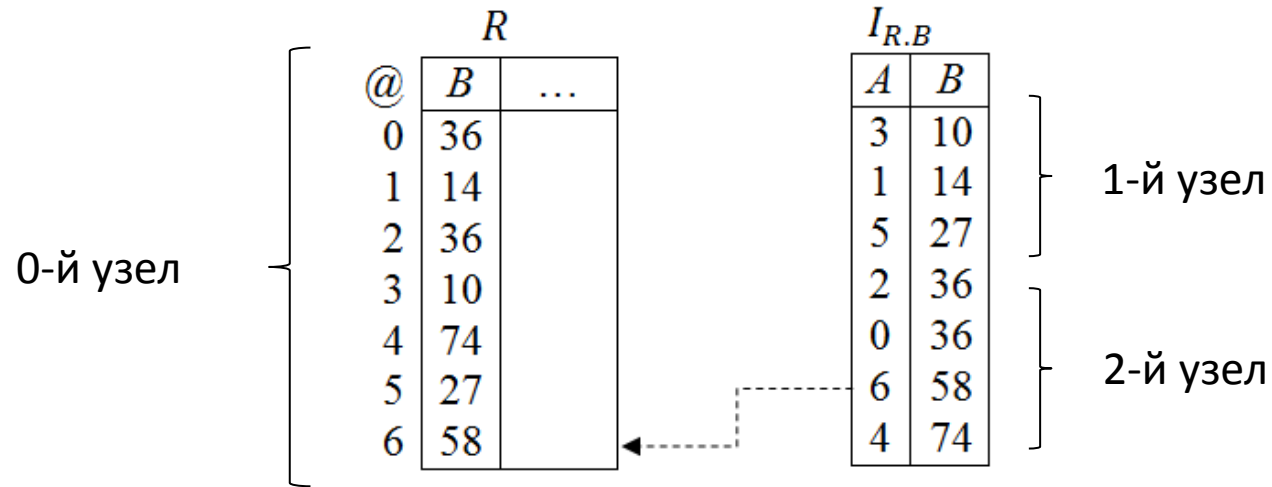 R I_{R.B}
@ B … A B
0 36 3 10
1 14 1 14
2 36 5 27
3 10 2 36
4 74 0 36
5 27 6 58
6 58 4 74
0-й узел
1-й узел
2-й узел